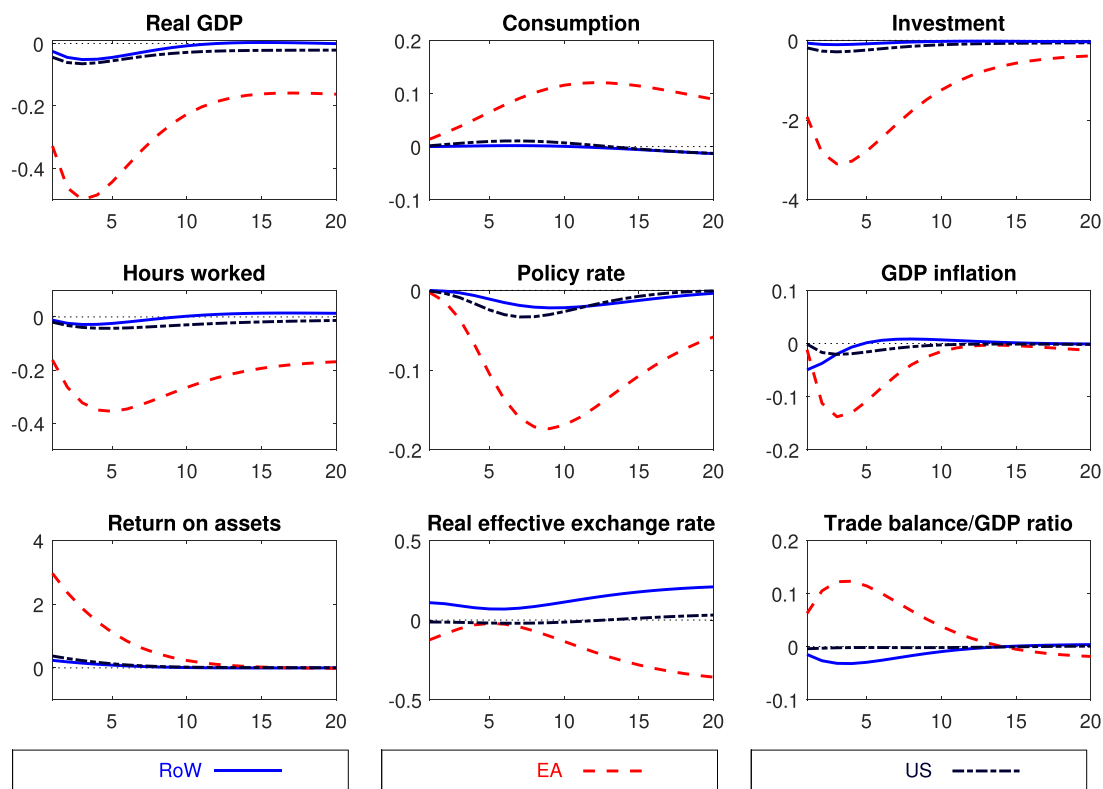 Real GDP Consumption Investment
0 0.2 0
-0.2 0.1 -2
-0.4 0 -4
-0.1
5 10 15 20 5 10 15 20 5 10 15 20
Hours worked Policy rate GDP inflation
0 0 0.1
-0.2 -0.1 0
-0.4 -0.2 -0.1
-0.2
5 10 15 20 5 10 15 20 5 10 15 20
Return on assets Real effective exchange rate Trade balance/GDP ratio
4 0.5 0.2
2 0 0.1
0 -0.5 0
-0.1
5 10 15 20 5 10 15 20 5 10 15 20
RoW EA US